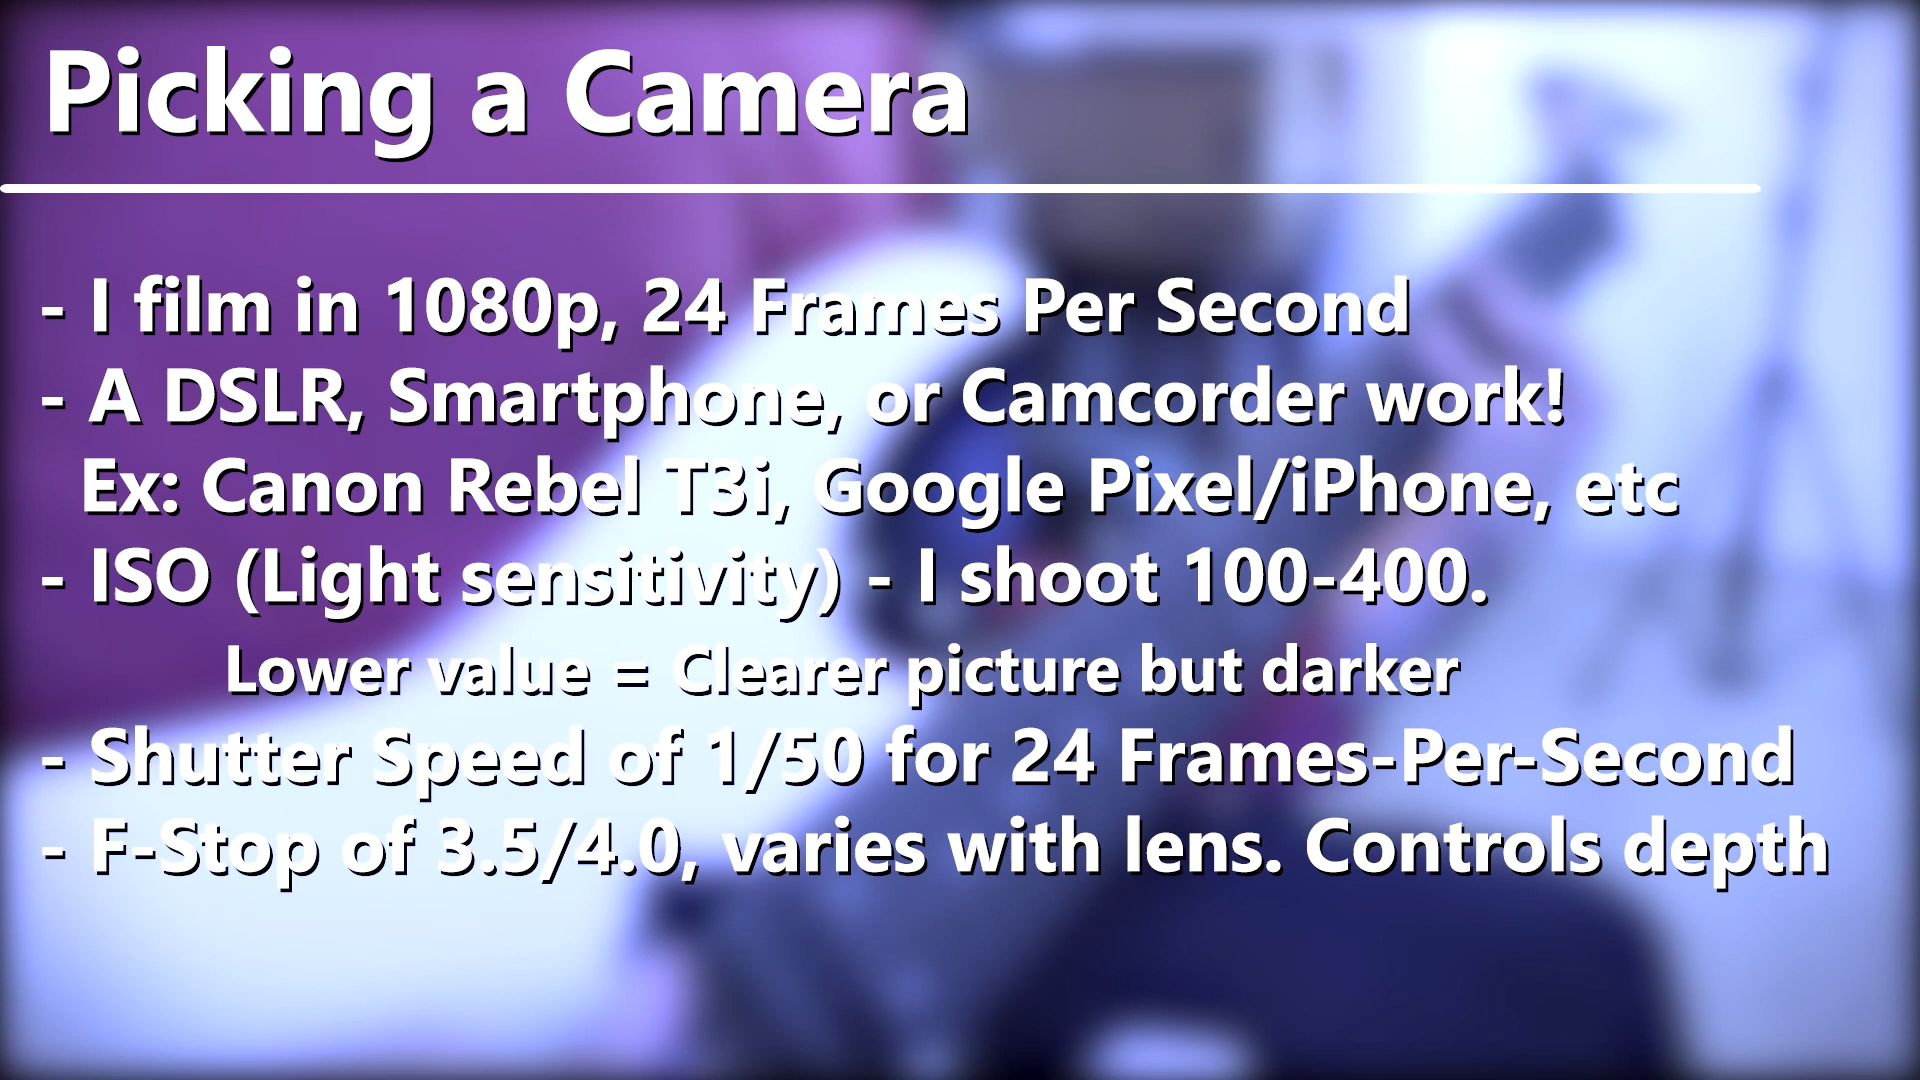 Picking a Camera
- I film in 1080p, 24 Frames Per Second
- A DSLR, Smartphone, or Camcorder work!
Ex: Canon Rebel T3i, Google Pixel/iPhone, etc
- ISO (Light sensitivity) - I shoot 100-400.
Lower value = Clearer picture but darker
- Shutter Speed of 1/50 for 24 Frames-Per-Second
- F-Stop of 3.5/4.0, varies with lens. Controls depth